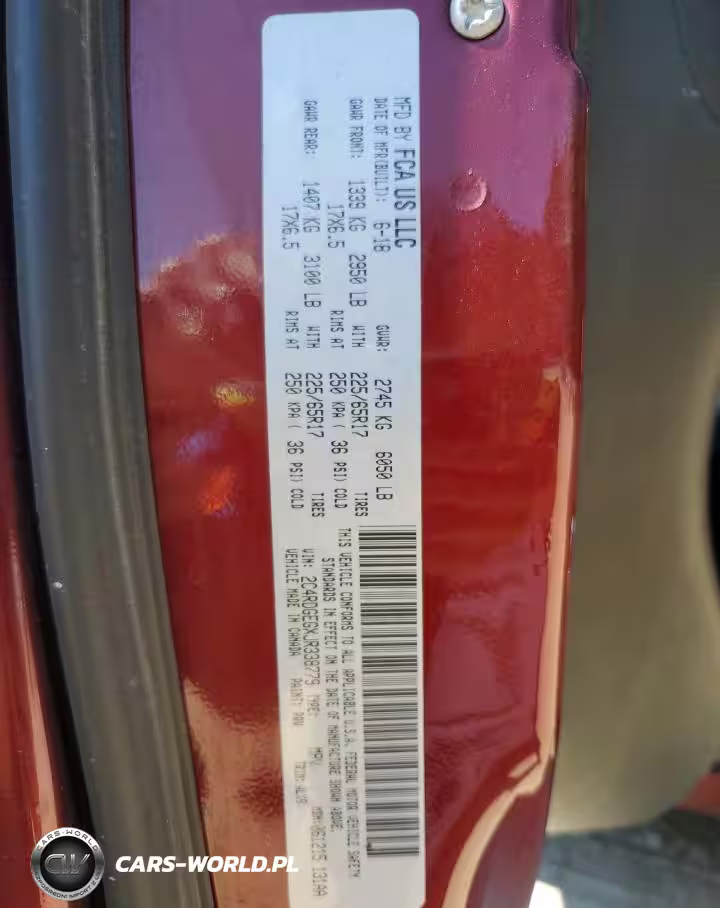 MFD BY FCA US LLC
DATE OF MFR(BUILT): 6-18 GVWR: 2745 KG 6050 LB
GAWR FRONT: 1339 KG 2950 LB WITH 225/65R17 TIRES
17X6.5 RIMS AT 250 KPA ( 36 PSI) COLD
GAWR REAR: 1407 KG 3100 LB WITH 225/65R17 TIRES
17X6.5 RIMS AT 250 KPA ( 36 PSI) COLD
THIS VEHICLE CONFORMS TO ALL APPLICABLE U.S.A. FEDERAL MOTOR VEHICLE SAFETY
STANDARDS IN EFFECT ON THE DATE OF MANUFACTURE SHOWN ABOVE.
VIN: 2C4RDGEGXJR338779 TYPE: MPV
VEHICLE MADE IN CANADA PAINT: TRIM:
CARS-WORLD.PL